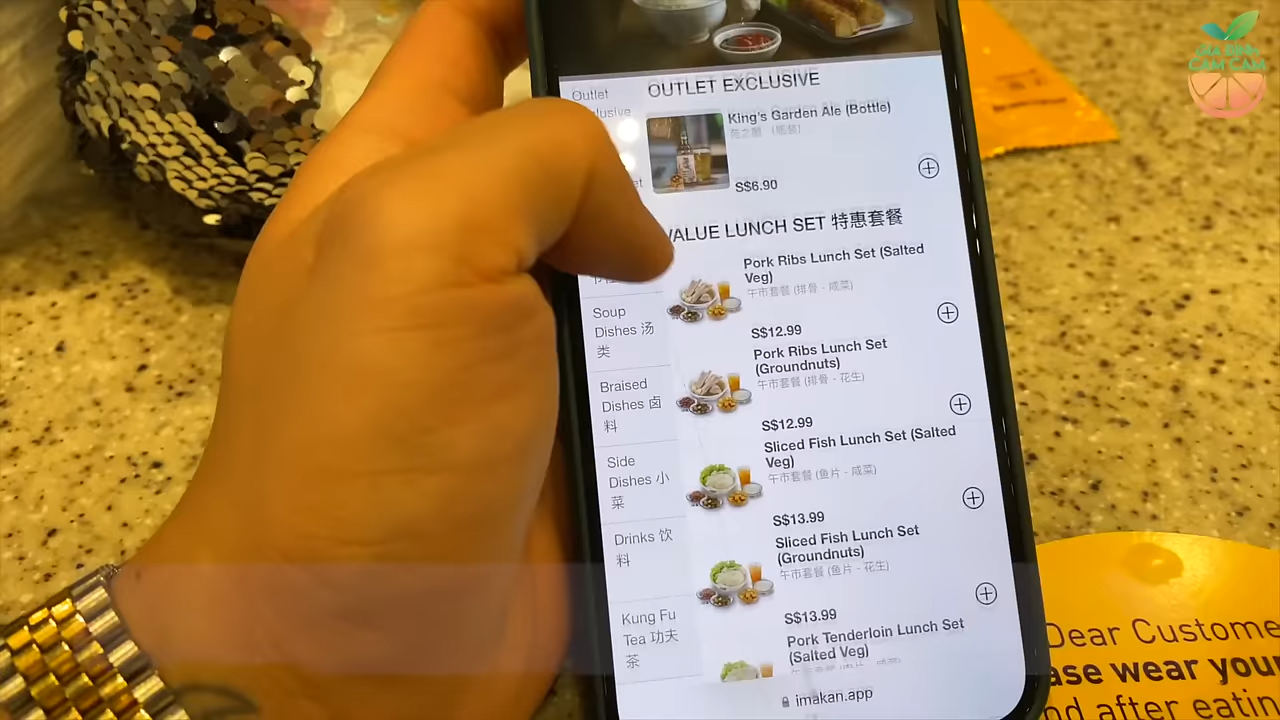 Gia Đình
CAM CAM
Outlet
OUTLET EXCLUSIVE
King's Garden Ale (Bottle)
S$6.90
VALUE LUNCH SET 特惠套餐
Pork Ribs Lunch Set (Salted
Veg)
午市套餐 (排骨 - 咸菜)
S$12.99
Soup
Dishes 汤
类
Pork Ribs Lunch Set
(Groundnuts)
午市套餐 (排骨 - 花生)
S$12.99
Braised
Dishes 卤
料
Sliced Fish Lunch Set (Salted
Veg)
午市套餐 (鱼片 - 咸菜)
S$13.99
Side
Dishes 小
菜
Sliced Fish Lunch Set
(Groundnuts)
午市套餐 (鱼片 - 花生)
S$13.99
Drinks 饮
料
Kung Fu
Tea 功夫
茶
Pork Tenderloin Lunch Set
(Salted Veg)
imakan.app
Dear Custome
ase wear your
nd after eatin